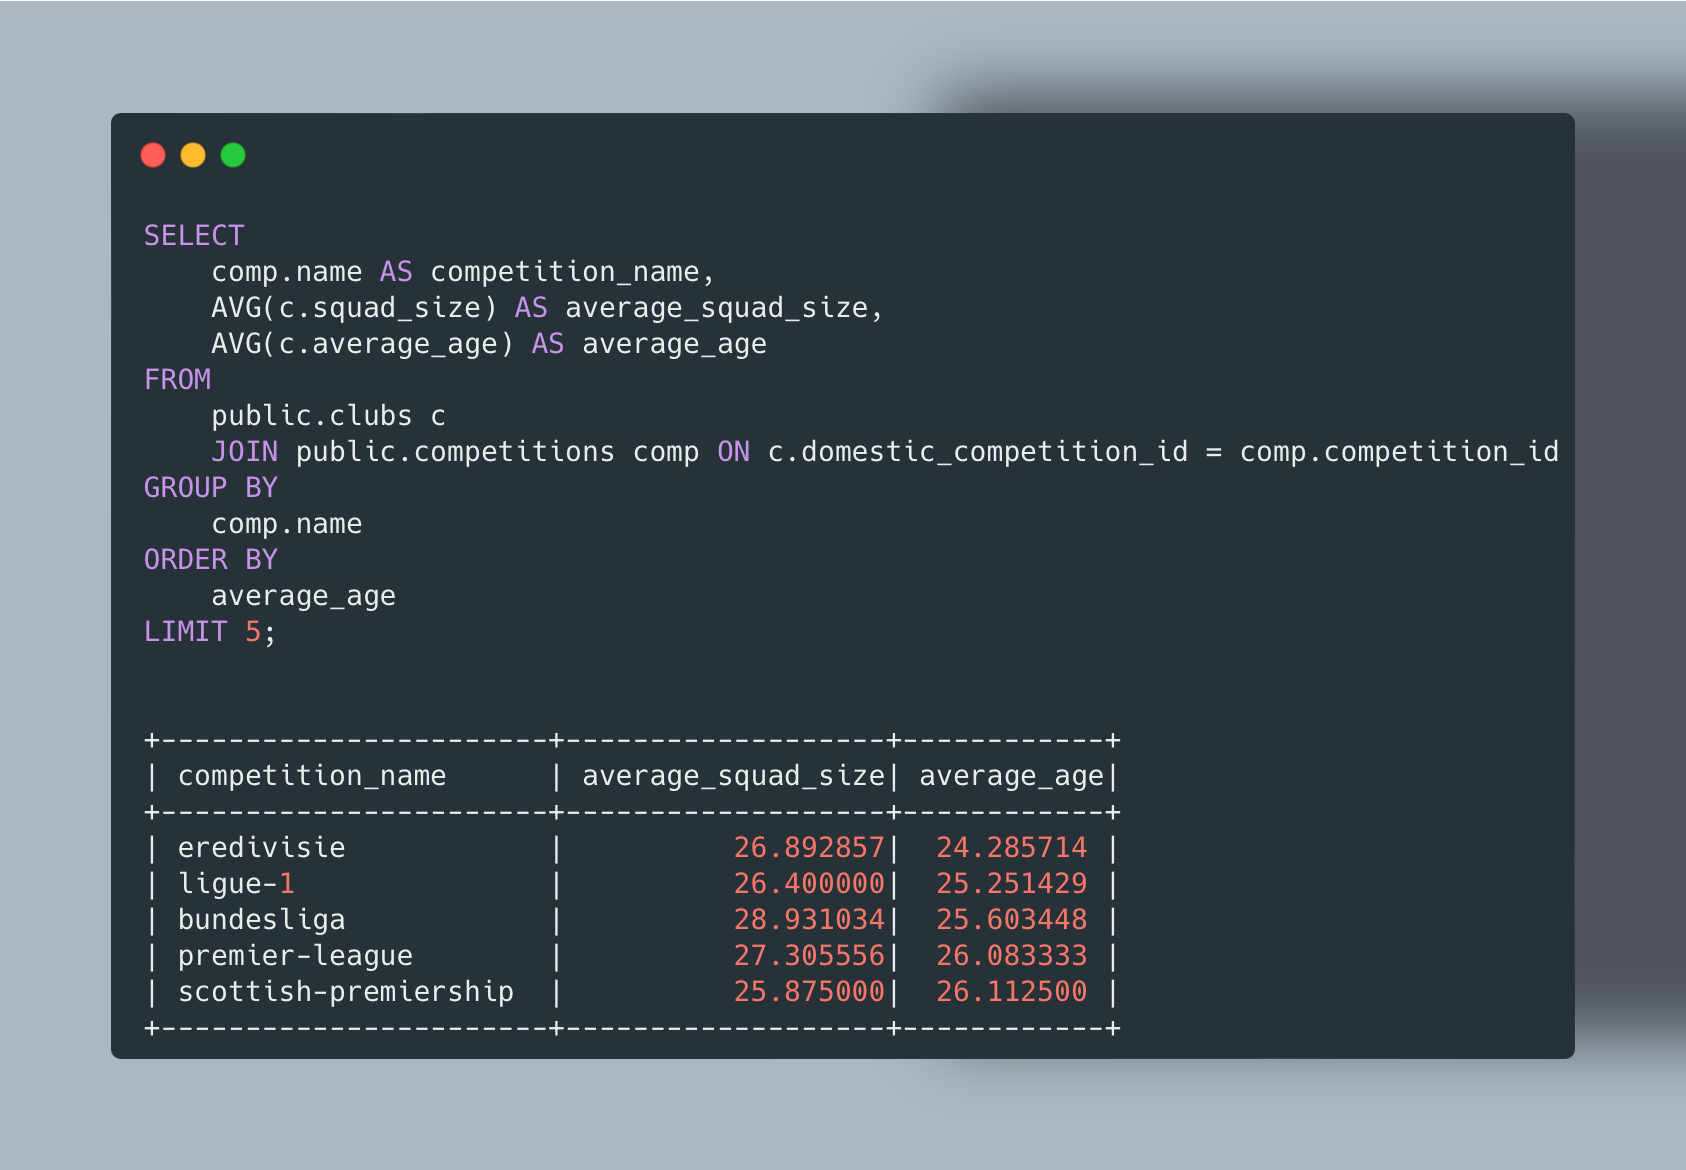 SELECT
    comp.name AS competition_name,
    AVG(c.squad_size) AS average_squad_size,
    AVG(c.average_age) AS average_age
FROM
    public.clubs c
    JOIN public.competitions comp ON c.domestic_competition_id = comp.competition_id
GROUP BY
    comp.name
ORDER BY
    average_age
LIMIT 5;
+-----------------------+-------------------+------------+
| competition_name      | average_squad_size| average_age|
+-----------------------+-------------------+------------+
| eredivisie            |          26.892857|  24.285714 |
| ligue-1               |          26.400000|  25.251429 |
| bundesliga            |          28.931034|  25.603448 |
| premier-league        |          27.305556|  26.083333 |
| scottish-premiership  |          25.875000|  26.112500 |
+-----------------------+-------------------+------------+